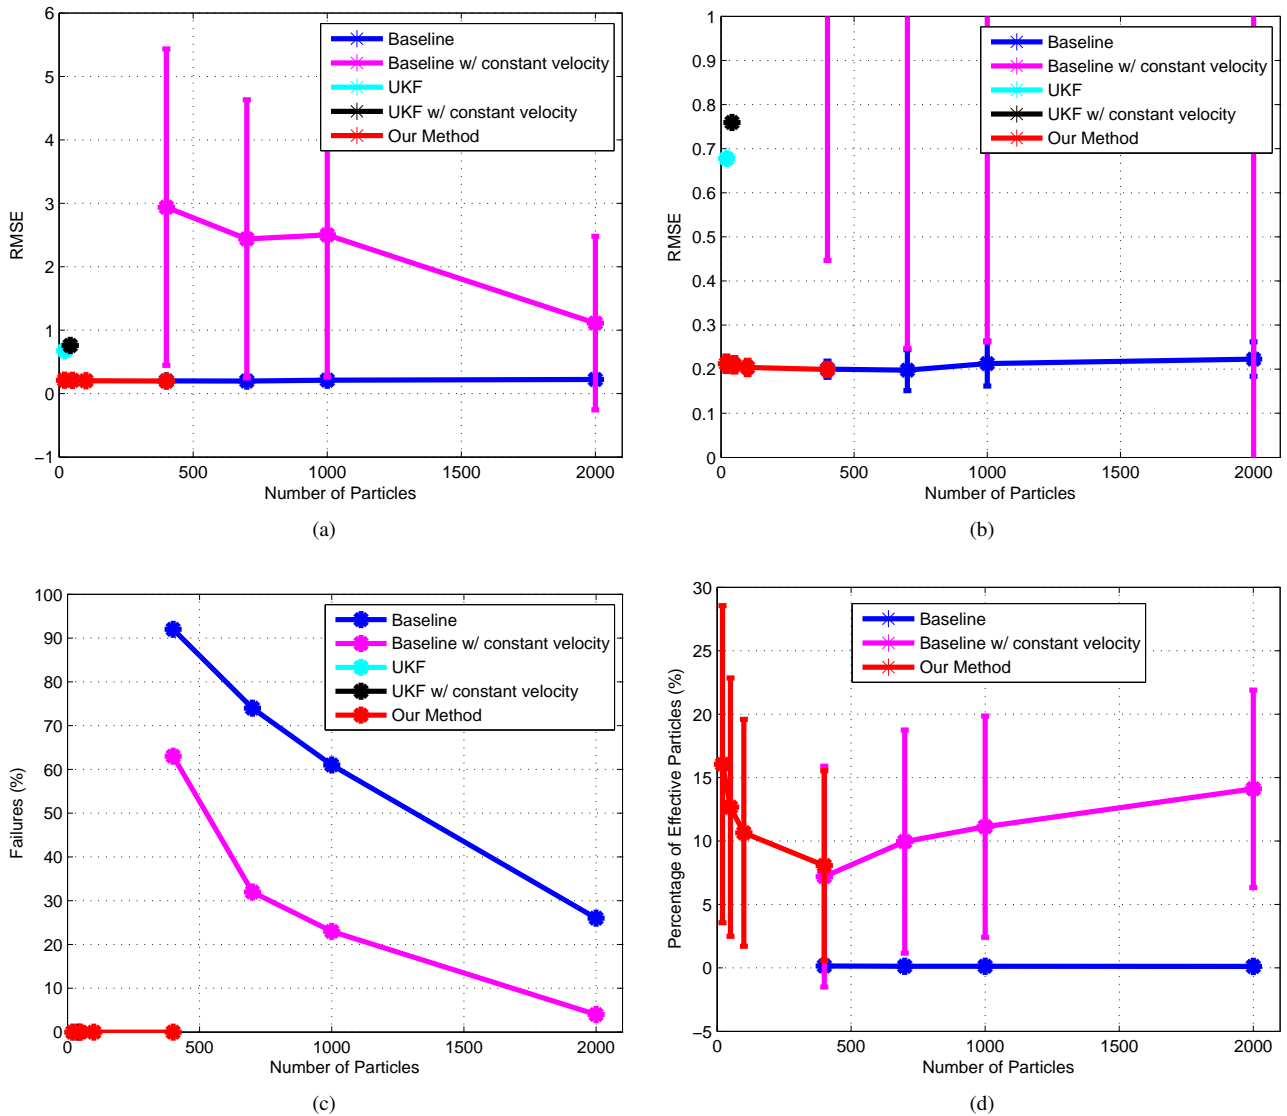 6
5
4
3
2
1
0
−1
RMSE
0
500
1000
1500
2000
Number of Particles
Baseline
Baseline w/ constant velocity
UKF
UKF w/ constant velocity
Our Method
(a)
1
0.9
0.8
0.7
0.6
0.5
0.4
0.3
0.2
0.1
0
RMSE
0
500
1000
1500
2000
Number of Particles
Baseline
Baseline w/ constant velocity
UKF
UKF w/ constant velocity
Our Method
(b)
100
90
80
70
60
50
40
30
20
10
0
Failures (%)
0
500
1000
1500
2000
Number of Particles
Baseline
Baseline w/ constant velocity
UKF
UKF w/ constant velocity
Our Method
(c)
30
25
20
15
10
5
0
−5
Percentage of Effective Particles (%)
0
500
1000
1500
2000
Number of Particles
Baseline
Baseline w/ constant velocity
Our Method
(d)